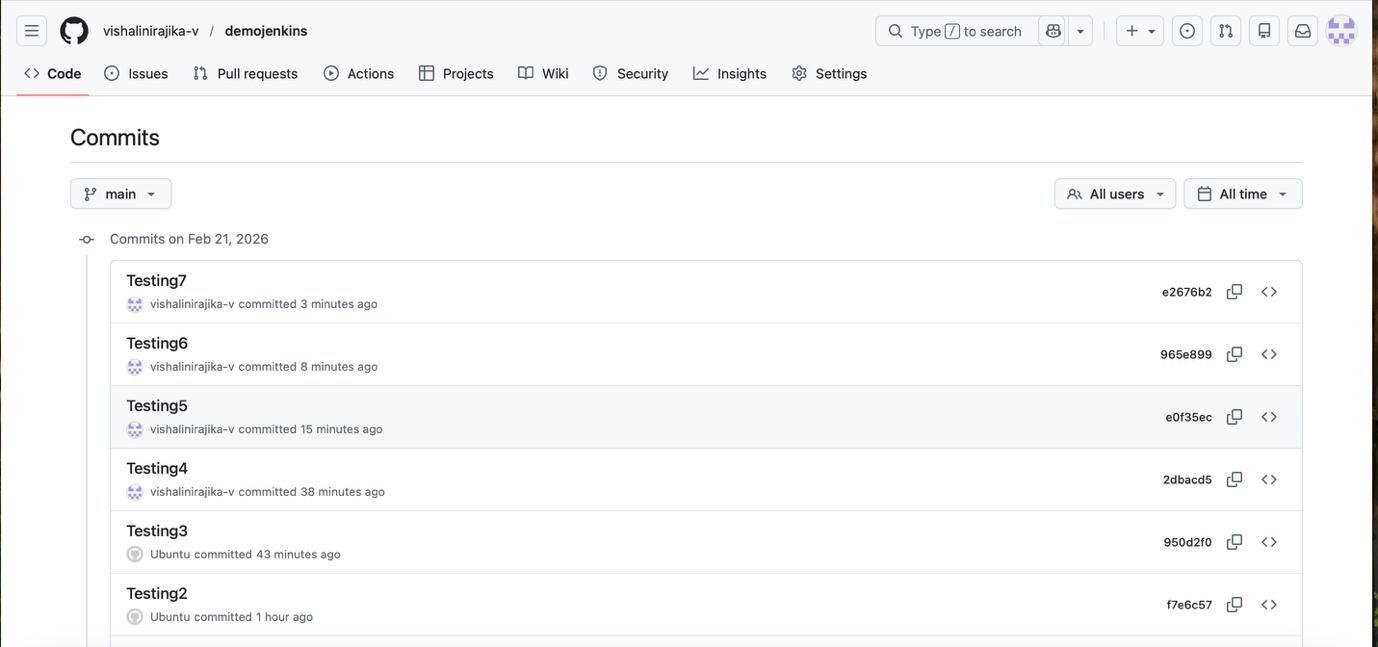 vishalinirajika-v / demojenkins
Type / to search
Code Issues Pull requests Actions Projects Wiki Security Insights Settings
Commits
main All users All time
Commits on Feb 21, 2026
Testing7
vishalinirajika-v committed 3 minutes ago
e2676b2
Testing6
vishalinirajika-v committed 8 minutes ago
965e899
Testing5
vishalinirajika-v committed 15 minutes ago
e0f35ec
Testing4
vishalinirajika-v committed 38 minutes ago
2dbacd5
Testing3
Ubuntu committed 43 minutes ago
950d2f0
Testing2
Ubuntu committed 1 hour ago
f7e6c57